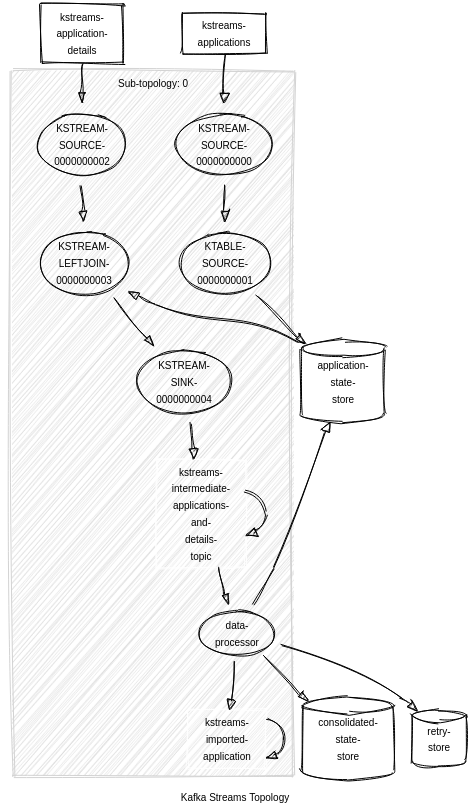 kstreams-
application-
details
kstreams-
applications
Sub-topology: 0
KSTREAM-
SOURCE-
0000000002
KSTREAM-
SOURCE-
0000000000
KSTREAM-
LEFTJOIN-
0000000003
KTABLE-
SOURCE-
0000000001
KSTREAM-
SINK-
0000000004
application-
state-
store
kstreams-
intermediate-
applications-
and-
details-
topic
data-
processor
kstreams-
imported-
application
consolidated-
state-
store
retry-
store
Kafka Streams Topology